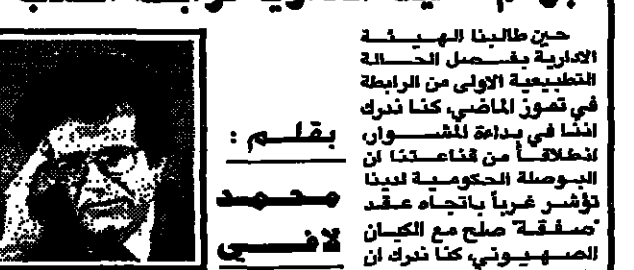 حين طالبنا الهيئة
الادارية بفصل الحالة
التطبيعية الاولى من الرابطة
في تموز الماضي، كنا ندرك
اننا في بداءة المشوار،
انطلاقاً من قناعتنا ان
البوصلة الحكومية لدينا
تؤشر غرباً باتجاه عقد
"صفقة" صلح مع الكيان
الصهيوني، كنا ندرك ان
بقلم :
محمد
لافي